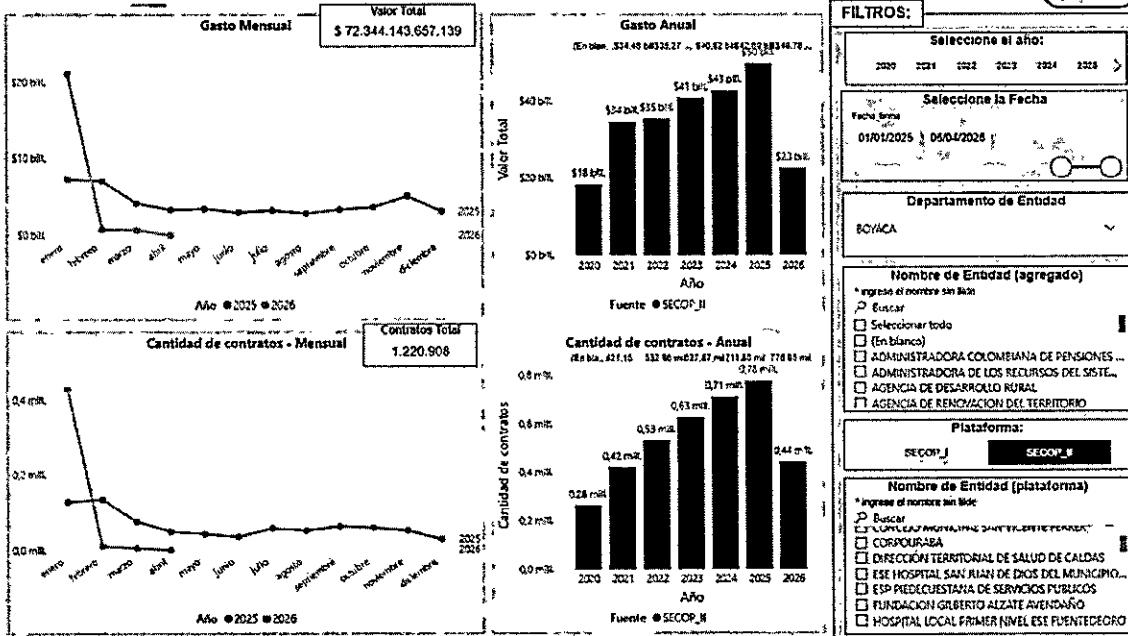 Gasto Mensual
Valor Total
$ 72.344.143.657.139
$20 bill.
$10 bill.
$0 bill.
2025
2026
enero
febrero
marzo
abril
mayo
junio
julio
agosto
septiembre
octubre
noviembre
diciembre
Año 2025 2026
Gasto Anual
Valor Total
$40 bill.
$20 bill.
$0 bill.
$18 bill.
$34 bill.
$35 bill.
$41 bill.
$43 bill.
$50 bill.
$23 bill.
2020 2021 2022 2023 2024 2025 2026
Año
Fuente SECOP_II
Cantidad de contratos - Mensual
Contratos Total
1.220.908
0,4 mill.
0,2 mill.
0,0 mill.
2025
2026
enero
febrero
marzo
abril
mayo
junio
julio
agosto
septiembre
octubre
noviembre
diciembre
Año 2025 2026
Cantidad de contratos - Anual
Cantidad de contratos
0,8 mill.
0,6 mill.
0,4 mill.
0,2 mill.
0,0 mill.
0,42 mill.
0,53 mill.
0,63 mill.
0,71 mill.
0,78 mill.
0,44 mill.
2020 2021 2022 2023 2024 2025 2026
Año
Fuente SECOP_II
FILTROS:
Seleccione el año:
2020 2021 2022 2023 2024 2025
Seleccione la Fecha
Fecha_firma
01/01/2025 06/04/2026
Departamento de Entidad
BOYACA
Nombre de Entidad (agregado)
* ingrese el nombre sin tilde
Buscar
Seleccionar todo
(En blanco)
ADMINISTRADORA COLOMBIANA DE PENSIONES ...
ADMINISTRADORA DE LOS RECURSOS DEL SISTE...
AGENCIA DE DESARROLLO RURAL
AGENCIA DE RENOVACION DEL TERRITORIO
Plataforma:
SECOP_I SECOP_II
Nombre de Entidad (plataforma)
* ingrese el nombre sin tilde
Buscar
CONCEJO MUNICIPAL SAN VICENTE FERRER
CORPOURABA
DIRECCIÓN TERRITORIAL DE SALUD DE CALDAS
ESE HOSPITAL SAN JUAN DE DIOS DEL MUNICIPIO...
ESP PIEDECUESTANA DE SERVICIOS PUBLICOS
FUNDACION GILBERTO ALZATE AVENDAÑO
HOSPITAL LOCAL PRIMER NIVEL ESE FUENTEDEORO